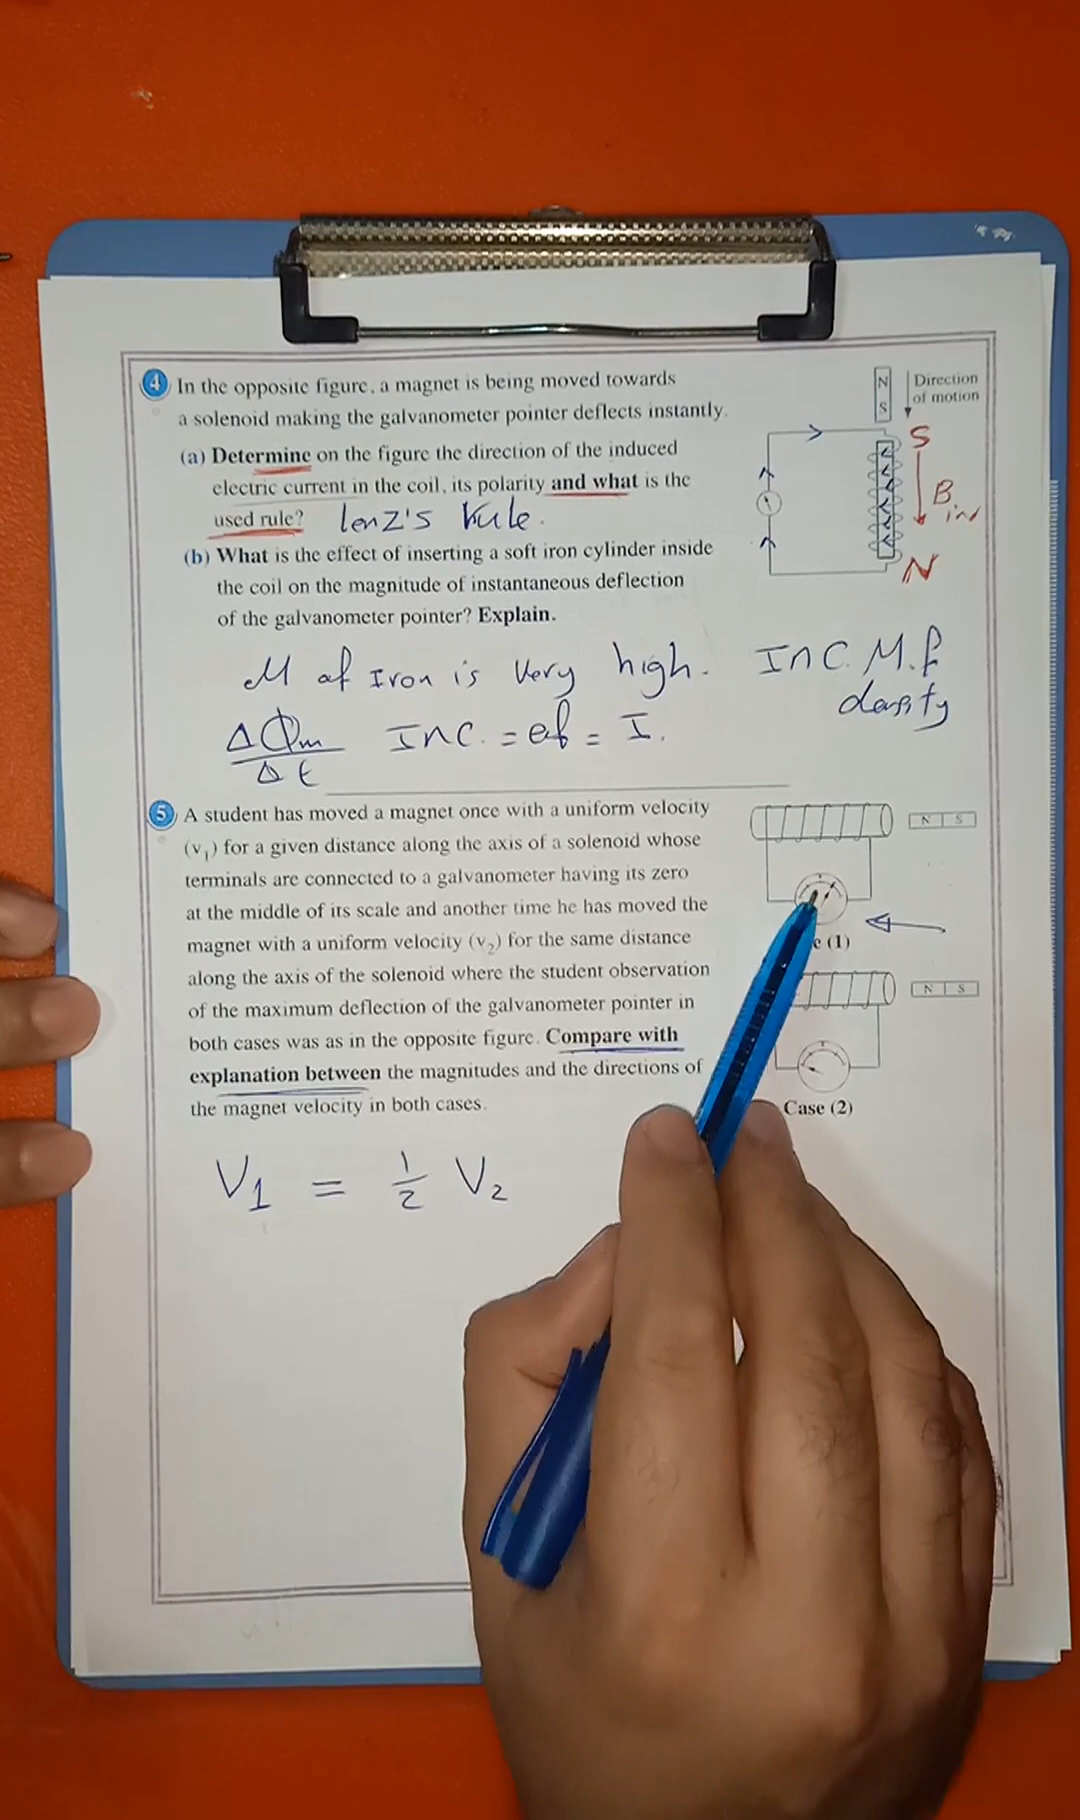 4 In the opposite figure, a magnet is being moved towards
a solenoid making the galvanometer pointer deflects instantly.
(a) Determine on the figure the direction of the induced
electric current in the coil, its polarity and what is the
used rule? lenz's rule.
(b) What is the effect of inserting a soft iron cylinder inside
the coil on the magnitude of instantaneous deflection
of the galvanometer pointer? Explain.
N
S
Direction
of motion
S
B in
N
M of Iron is very high. INC. M.f
density
ΔΦm / Δt INC. = emf = I.
5 A student has moved a magnet once with a uniform velocity
(v₁) for a given distance along the axis of a solenoid whose
terminals are connected to a galvanometer having its zero
at the middle of its scale and another time he has moved the
magnet with a uniform velocity (v₂) for the same distance
along the axis of the solenoid where the student observation
of the maximum deflection of the galvanometer pointer in
both cases was as in the opposite figure. Compare with
explanation between the magnitudes and the directions of
the magnet velocity in both cases.
N S
(1)
N S
Case (2)
V₁ = 1/2 V₂